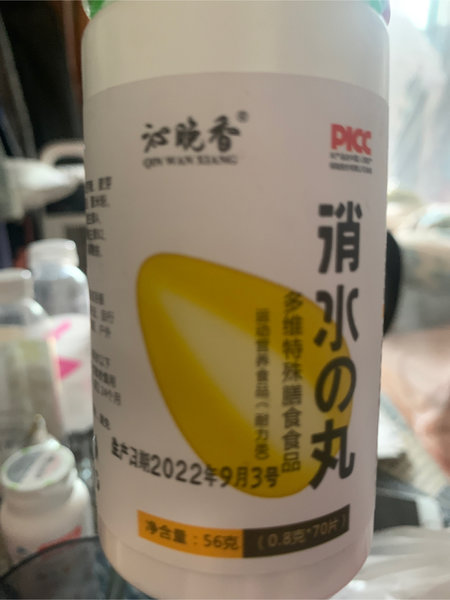 沁晚香®
QIN WAN XIANG
PICC
消水の丸
多维特殊膳食食品
运动营养食品（耐力类）
生产日期2022年9月3号
净含量：56克
（0.8克*70片）